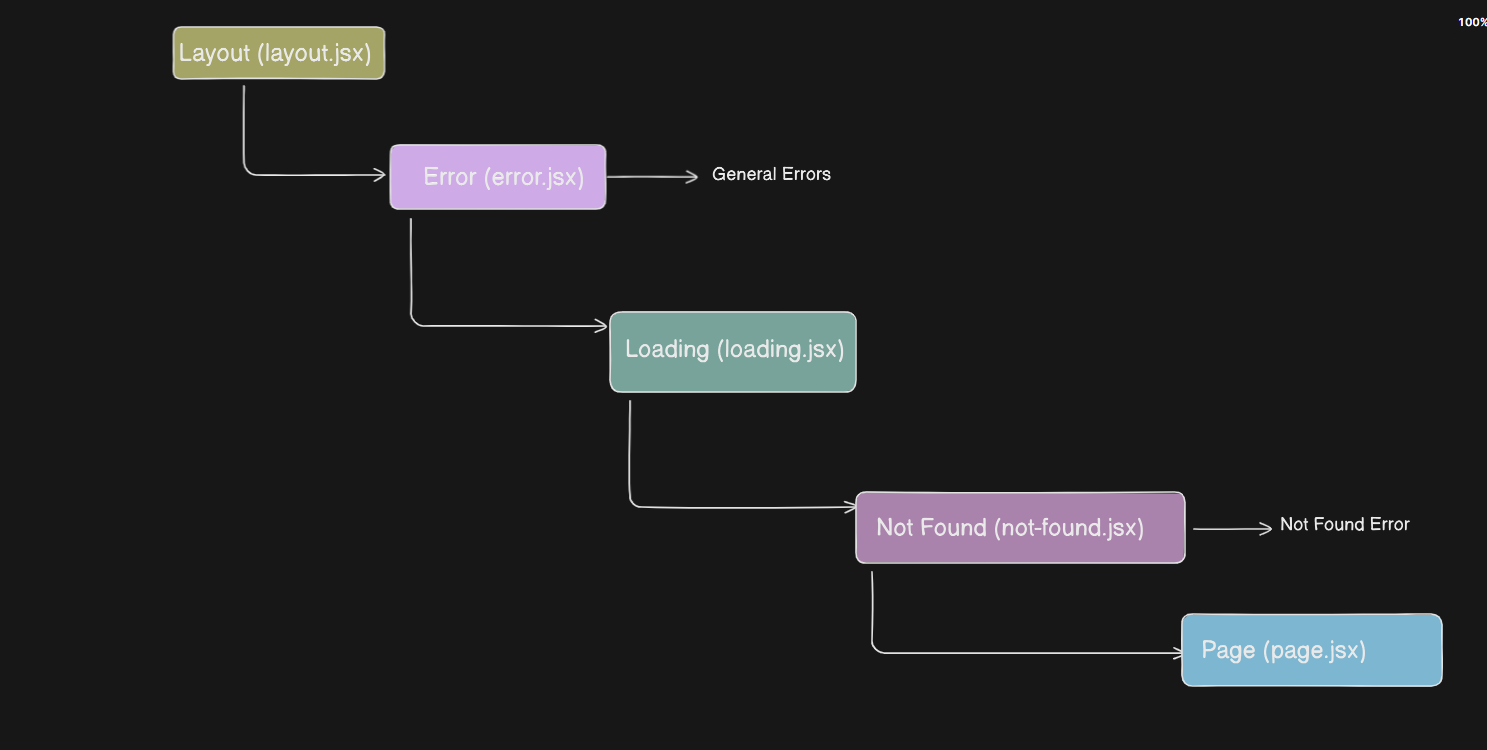 100%
Layout (layout.jsx)
Error (error.jsx)
General Errors
Loading (loading.jsx)
Not Found (not-found.jsx)
Not Found Error
Page (page.jsx)